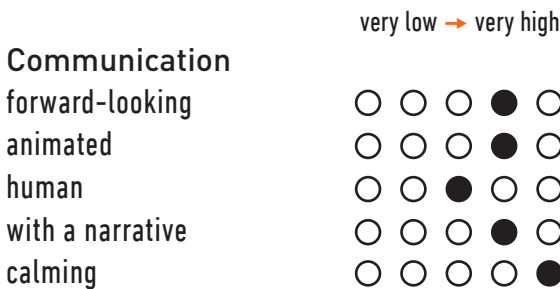 very low → very high
Communication
forward-looking
animated
human
with a narrative
calming